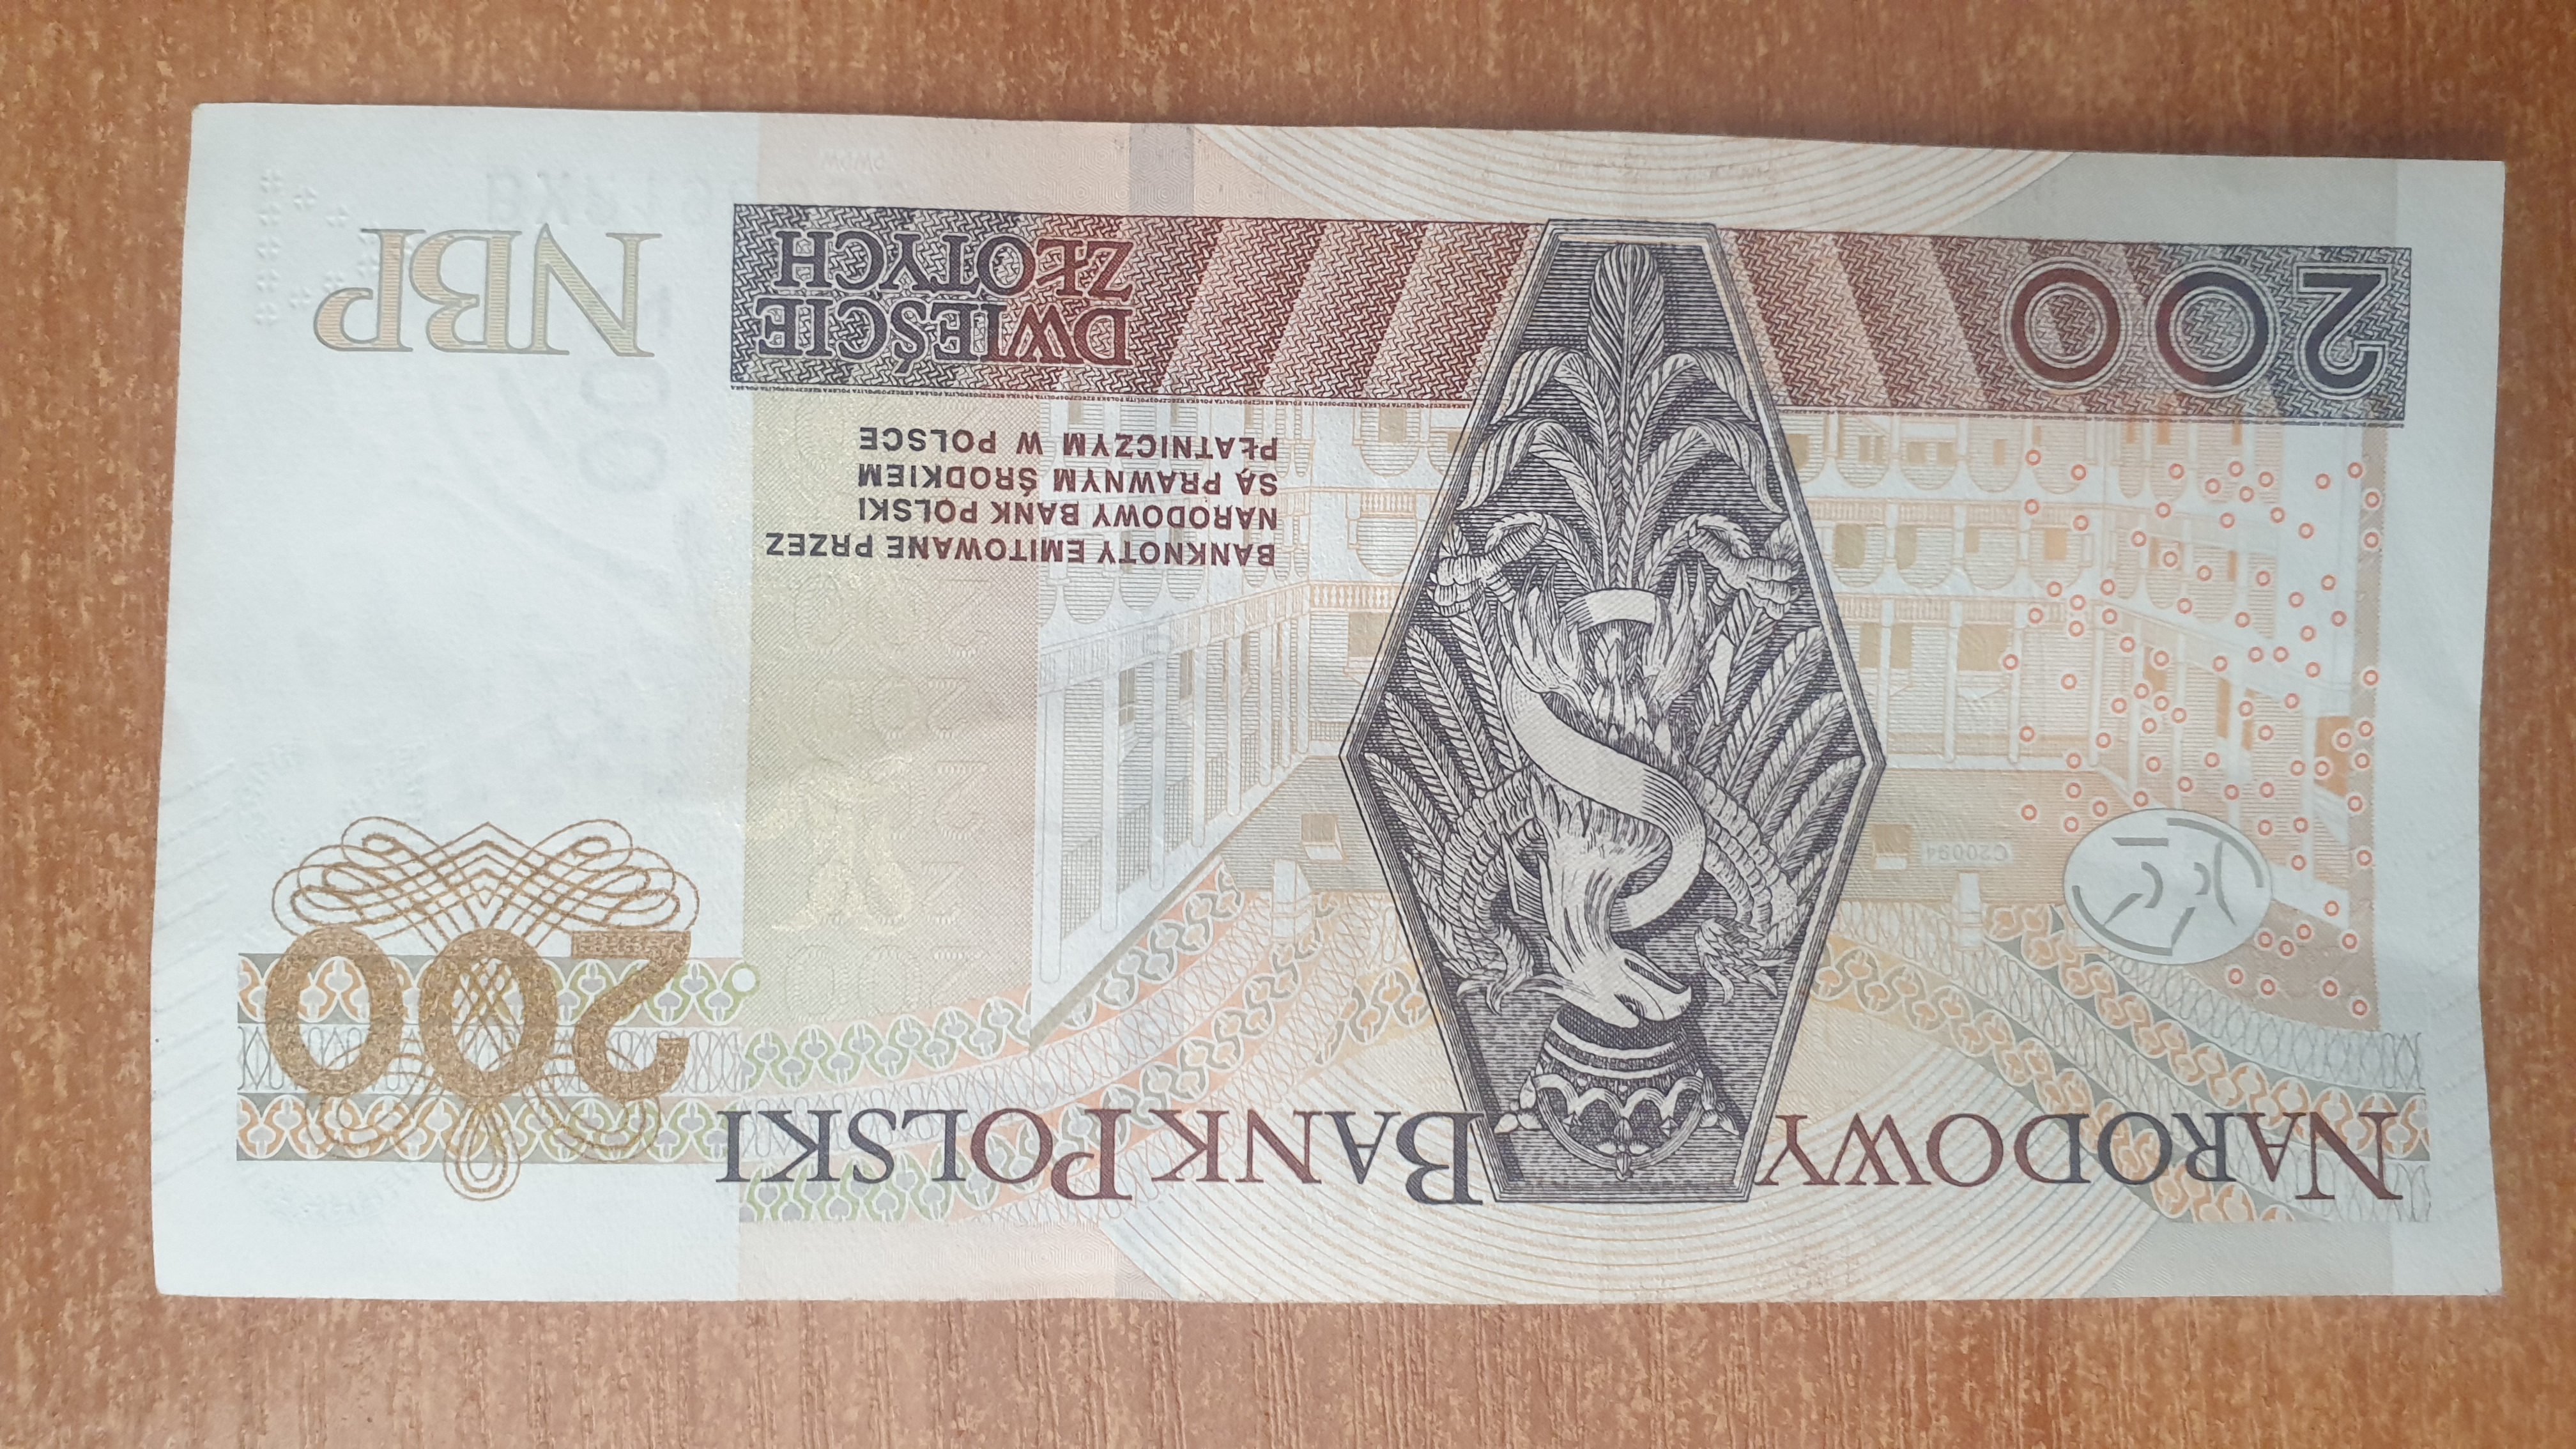 NARODOWY BANK POLSKI
200
BANKNOTY EMITOWANE PRZEZ
NARODOWY BANK POLSKI
SĄ PRAWNYM ŚRODKIEM
PŁATNICZYM W POLSCE
200
DWIEŚCIE
ZŁOTYCH
NBP